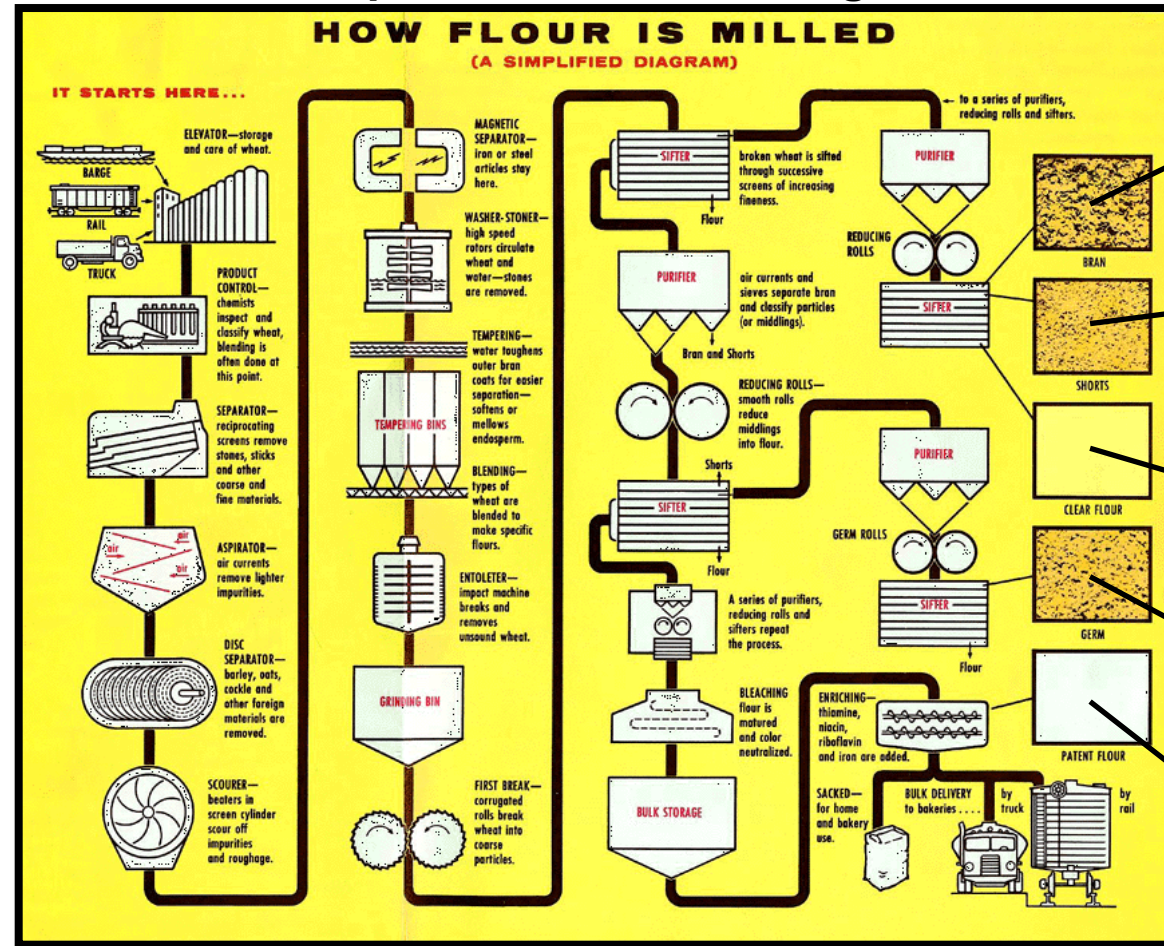 HOW FLOUR IS MILLED
(A SIMPLIFIED DIAGRAM)
IT STARTS HERE...
ELEVATOR—storage
and care of wheat.
BARGE
RAIL
TRUCK
PRODUCT
CONTROL—
chemists
inspect and
classify wheat,
blending is
often done at
this point.
SEPARATOR—
reciprocating
screens remove
stones, sticks
and other
coarse and
fine materials.
air
air
air
ASPIRATOR—
air currents
remove lighter
impurities.
DISC
SEPARATOR—
barley, oats,
cockle and
other foreign
materials are
removed.
SCOURER—
beaters in
screen cylinder
scour off
impurities
and roughage.
MAGNETIC
SEPARATOR—
iron or steel
articles stay
here.
WASHER-STONER—
high speed
rotors circulate
wheat and
water—stones
are removed.
TEMPERING—
water toughens
outer bran
coats for easier
separation—
softens or
mellows
endosperm.
TEMPERING BINS
BLENDING—
types of
wheat are
blended to
make specific
flours.
ENTOLETER—
impact machine
breaks and
removes
unsound wheat.
GRINDING BIN
FIRST BREAK—
corrugated
rolls break
wheat into
coarse
particles.
SIFTER
broken wheat is sifted
through successive
screens of increasing
fineness.
Flour
PURIFIER
air currents and
sieves separate bran
and classify particles
(or middlings).
Bran and Shorts
REDUCING ROLLS—
smooth rolls
reduce
middlings
into flour.
Shorts
SIFTER
Flour
A series of purifiers,
reducing rolls and
sifters repeat
the process.
BLEACHING
flour is
matured
and color
neutralized.
BULK STORAGE
to a series of purifiers,
reducing rolls and sifters.
PURIFIER
REDUCING
ROLLS
SIFTER
PURIFIER
GERM ROLLS
SIFTER
Flour
ENRICHING—
thiamine,
niacin,
riboflavin
and iron are added.
SACKED—
for home
and bakery
use.
BULK DELIVERY
to bakeries....
by
truck
by
rail
BRAN
SHORTS
CLEAR FLOUR
GERM
PATENT FLOUR